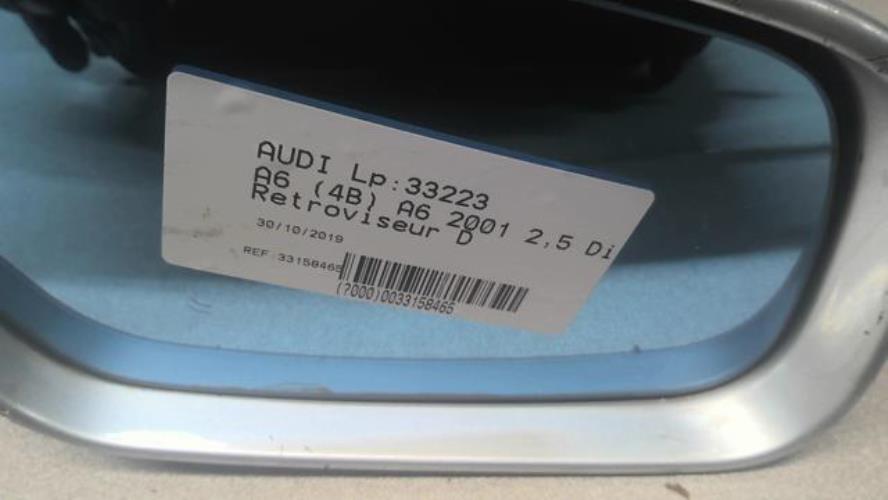 AUDI Lp:33223
A6 (4B) A6 2001 2,5 Di
Retroviseur D
30/10/2019
REF 33158465
(7000)0033158465